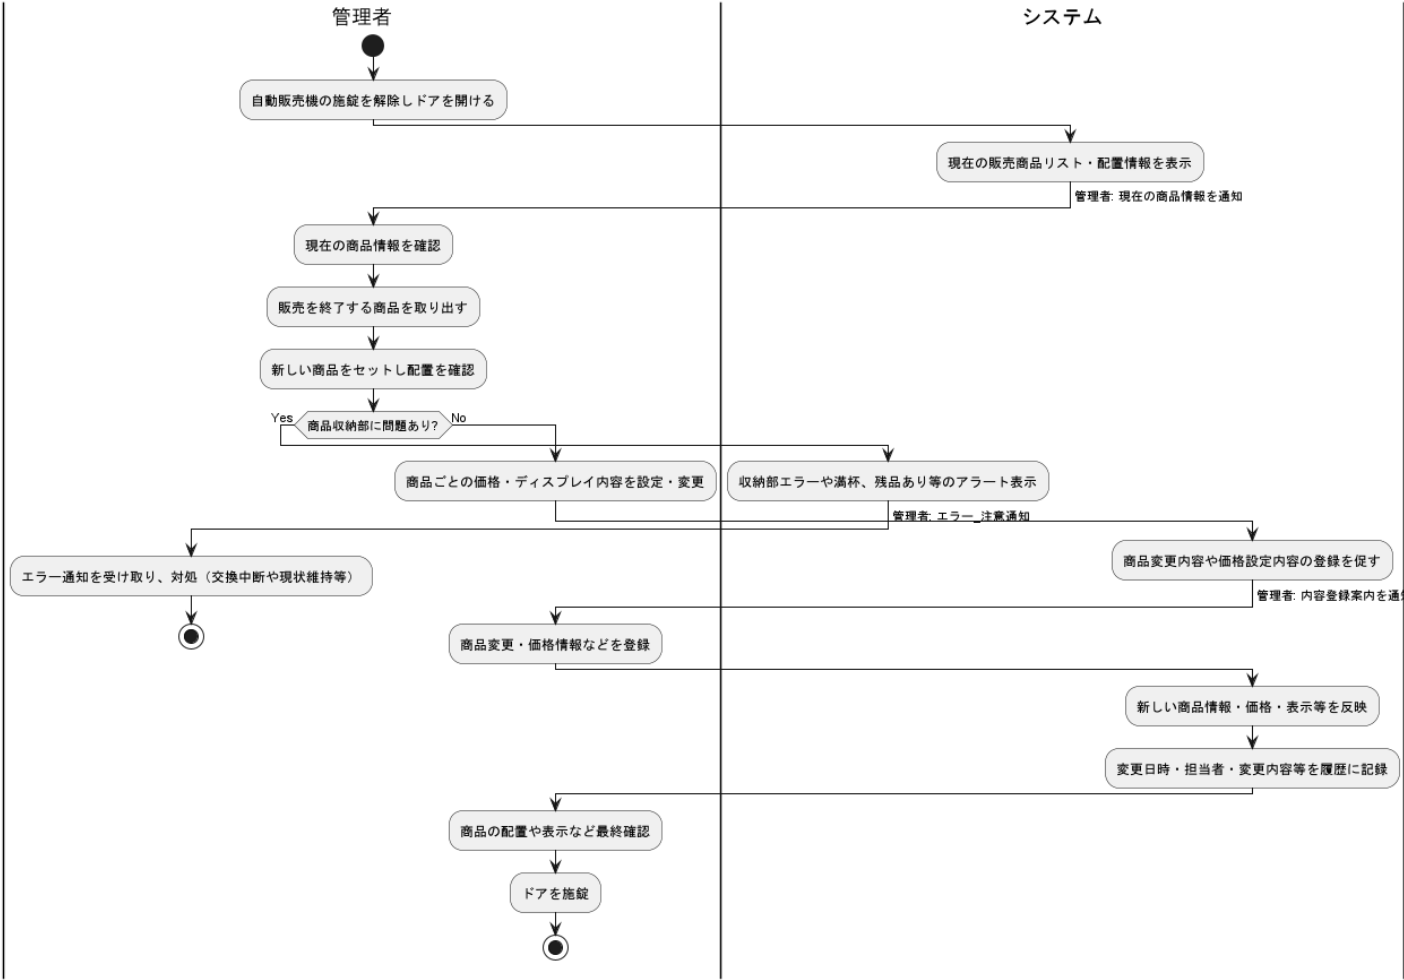 管理者
システム
自動販売機の施錠を解除しドアを開ける
現在の販売商品リスト・配置情報を表示
管理者: 現在の商品情報を通知
現在の商品情報を確認
販売を終了する商品を取り出す
新しい商品をセットし配置を確認
Yes
商品収納部に問題あり?
No
商品ごとの価格・ディスプレイ内容を設定・変更
収納部エラーや満杯、残品あり等のアラート表示
管理者: エラー_注意通知
商品変更内容や価格設定内容の登録を促す
エラー通知を受け取り、対処（交換中断や現状維持等）
管理者: 内容登録案内を通知
商品変更・価格情報などを登録
新しい商品情報・価格・表示等を反映
変更日時・担当者・変更内容等を履歴に記録
商品の配置や表示など最終確認
ドアを施錠